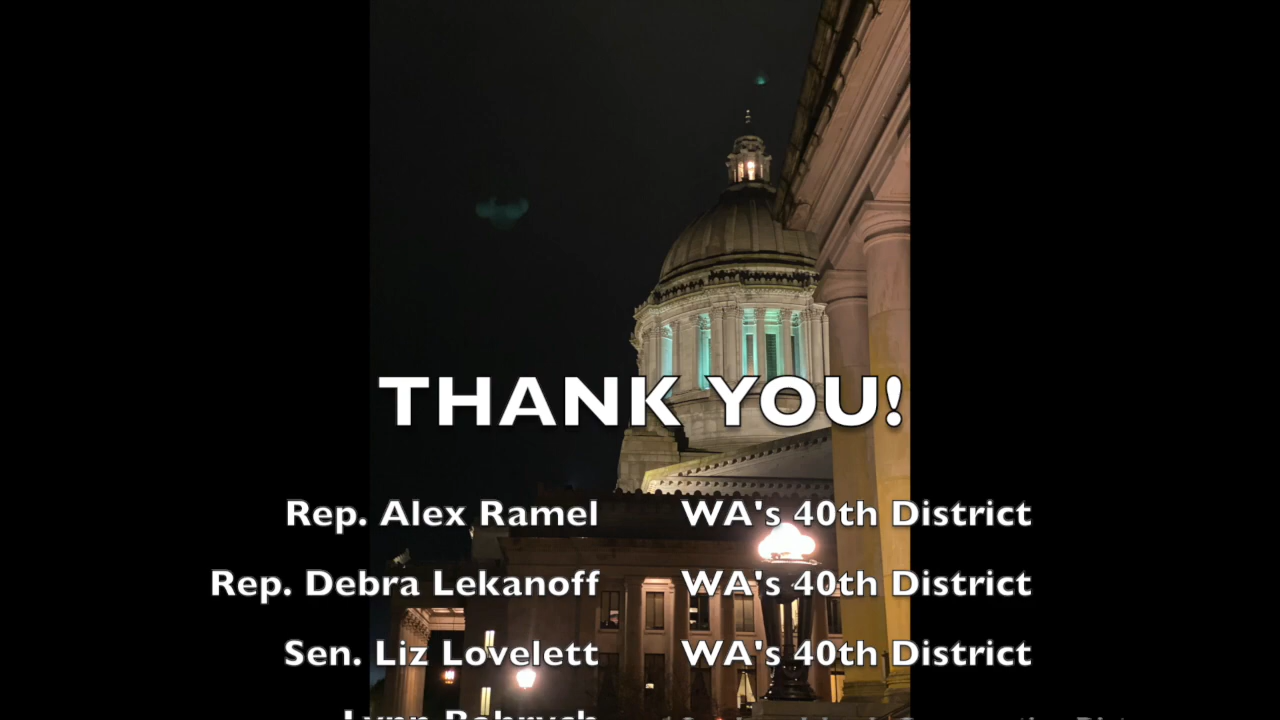 THANK YOU!
Rep. Alex Ramel WA's 40th District
Rep. Debra Lekanoff WA's 40th District
Sen. Liz Lovelett WA's 40th District
Lynn